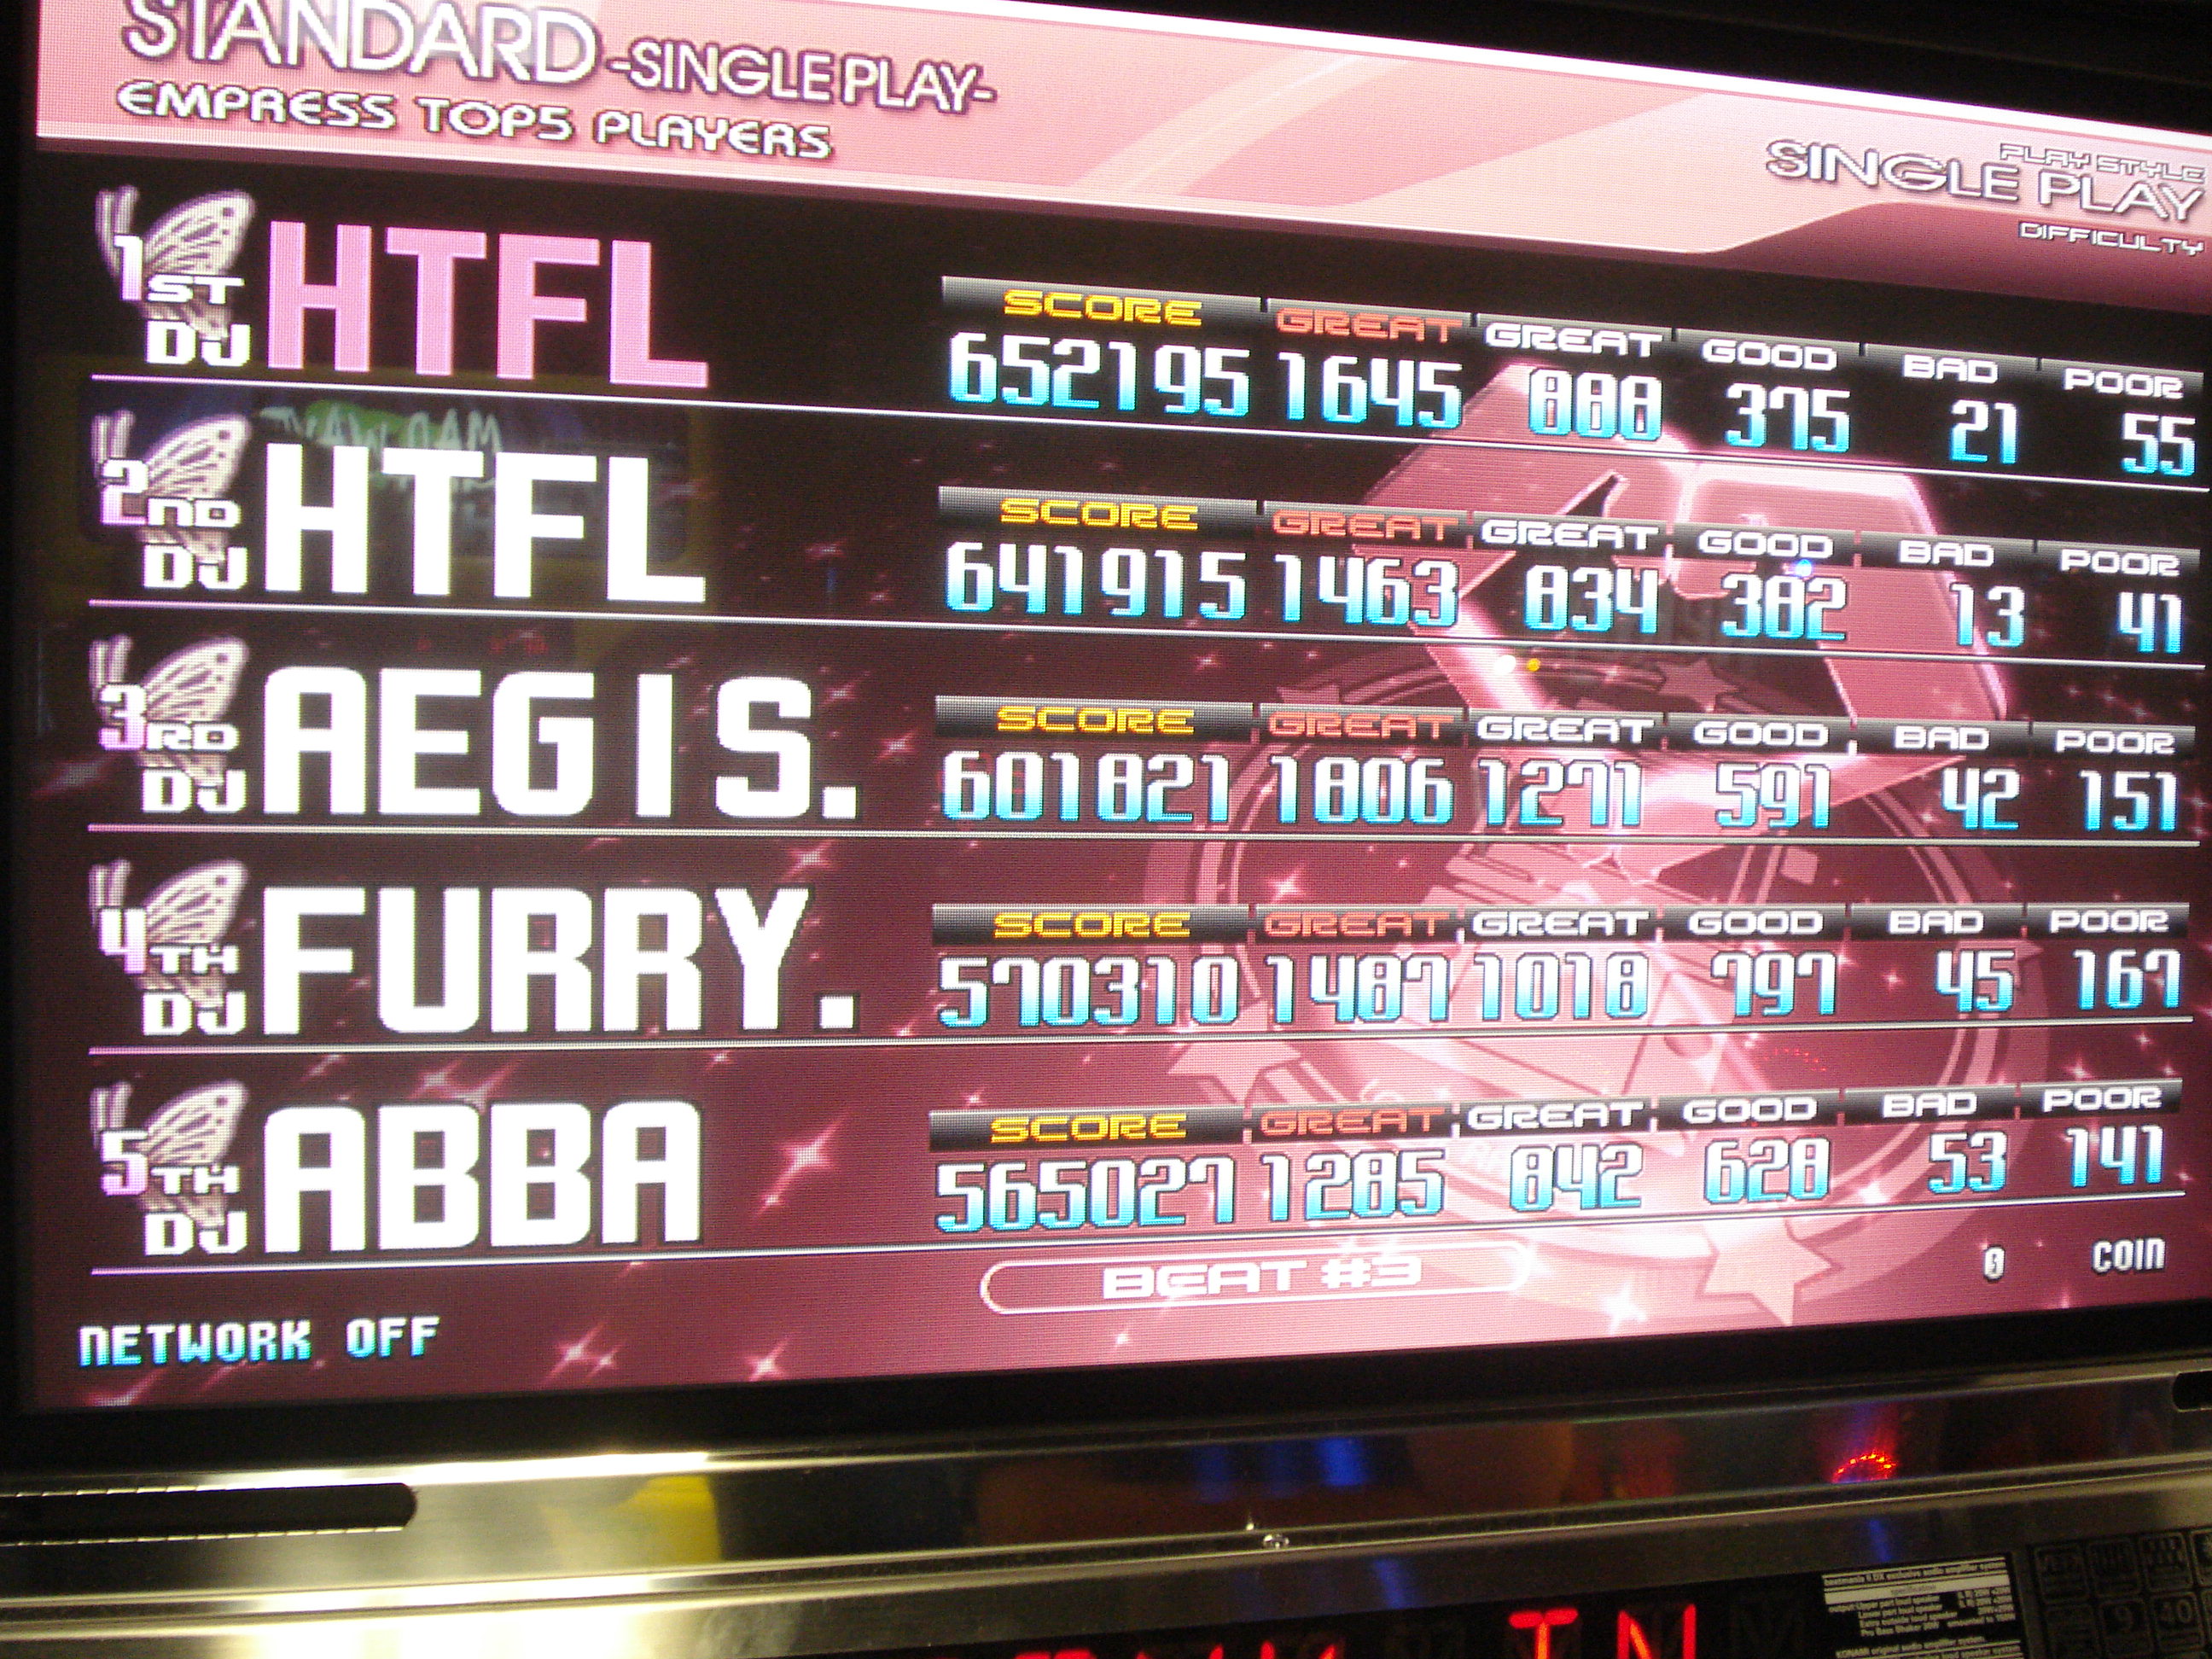 STANDARD -SINGLE PLAY-
EMPRESS TOP5 PLAYERS
PLAY STYLE
SINGLE PLAY
DIFFICULTY
1ST DJ HTFL
SCORE GREAT GREAT GOOD BAD POOR
652195 1645 888 375 21 55
2ND DJ HTFL
SCORE GREAT GREAT GOOD BAD POOR
641915 1463 834 382 13 41
3RD DJ AEGIS.
SCORE GREAT GREAT GOOD BAD POOR
601821 1806 1271 591 42 151
4TH DJ FURRY.
SCORE GREAT GREAT GOOD BAD POOR
570310 1487 1018 797 45 167
5TH DJ ABBA
SCORE GREAT GREAT GOOD BAD POOR
565027 1285 842 628 53 141
BEAT #3
COIN
NETWORK OFF
TN